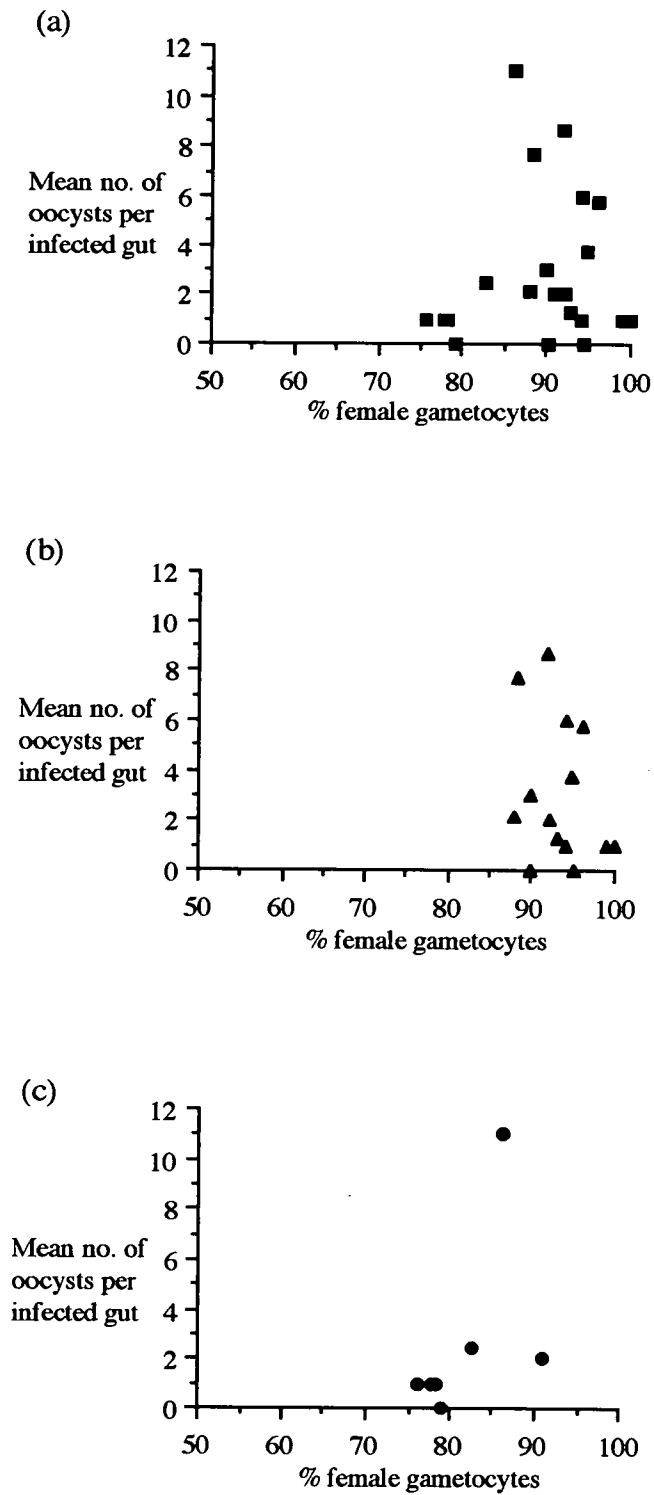 (a)
12
10
8
6
4
2
0
Mean no. of
oocysts per
infected gut
50 60 70 80 90 100
% female gametocytes
(b)
12
10
8
6
4
2
0
Mean no. of
oocysts per
infected gut
50 60 70 80 90 100
% female gametocytes
(c)
12
10
8
6
4
2
0
Mean no. of
oocysts per
infected gut
50 60 70 80 90 100
% female gametocytes